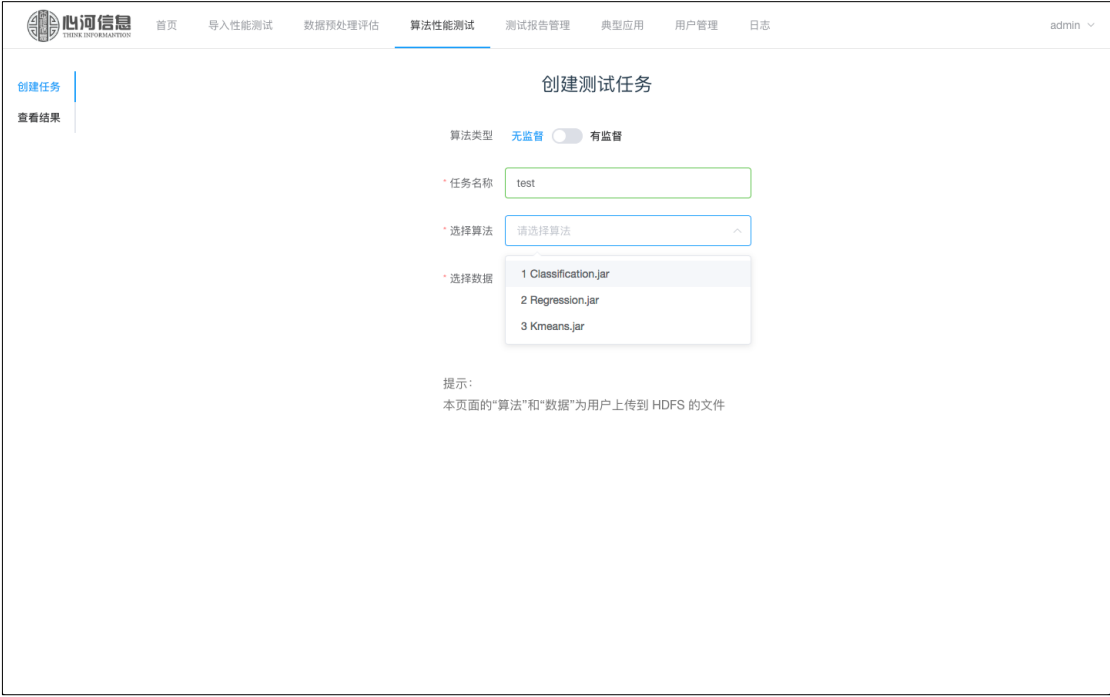 心河信息
THINK INFORMANTION
首页 导入性能测试 数据预处理评估 算法性能测试 测试报告管理 典型应用 用户管理 日志 admin
创建任务
查看结果
创建测试任务
算法类型 无监督 有监督
* 任务名称 test
* 选择算法 请选择算法
* 选择数据
1 Classification.jar
2 Regression.jar
3 Kmeans.jar
提示：
本页面的“算法”和“数据”为用户上传到 HDFS 的文件